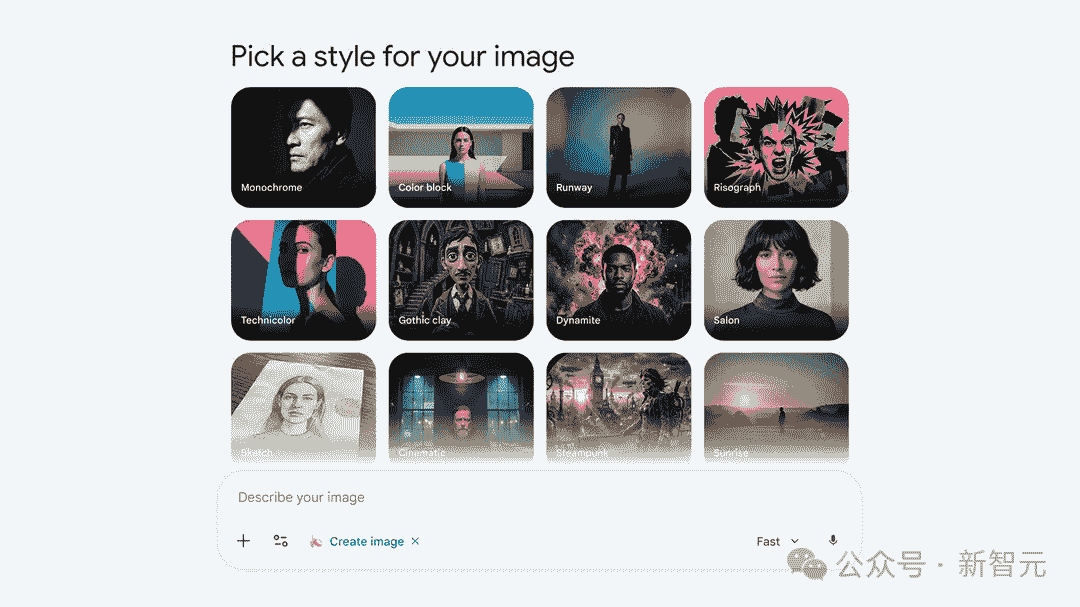 Pick a style for your image
Monochrome
Color block
Runway
Risograph
Technicolor
Gothic clay
Dynamite
Salon
Sketch
Cinematic
Steampunk
Sunrise
Describe your image
Create image
Fast
公众号 · 新智元